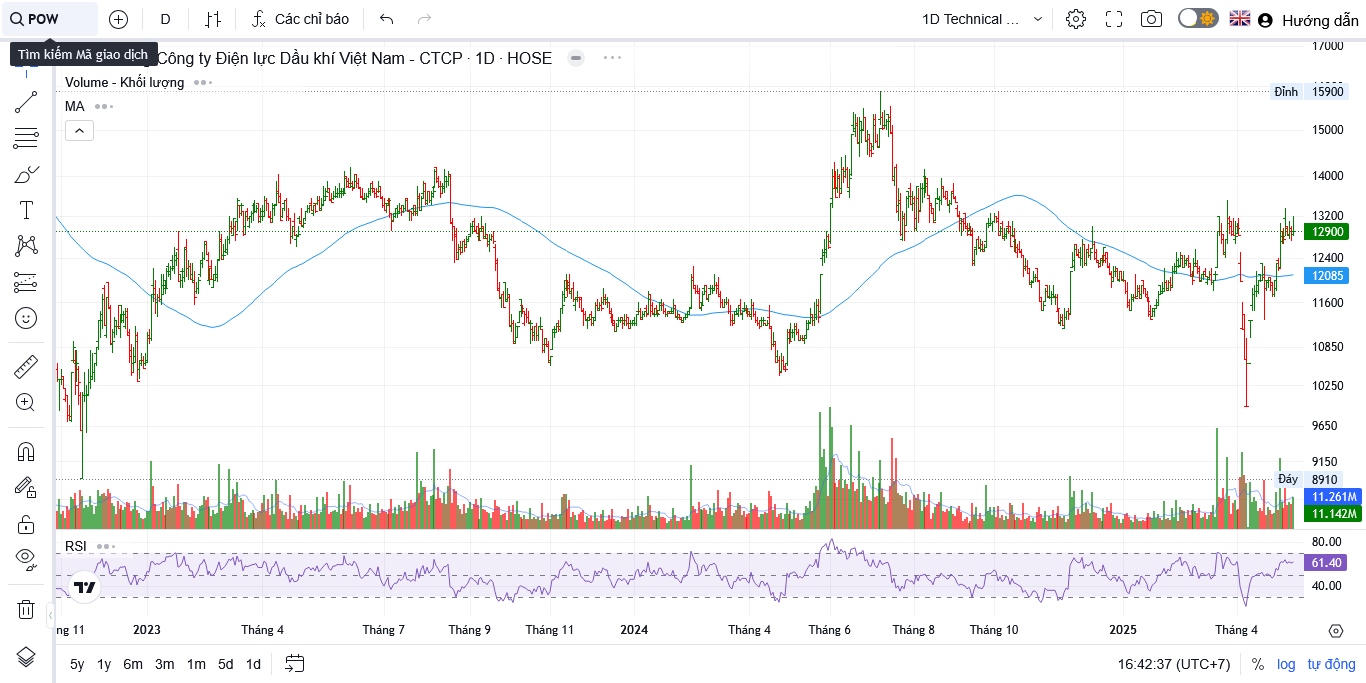 POW
D
Các chỉ báo
1D Technical ...
Hướng dẫn
Tìm kiếm Mã giao dịch
Công ty Điện lực Dầu khí Việt Nam - CTCP · 1D · HOSE
Volume - Khối lượng
MA
17000
Đỉnh 15900
15000
14000
13200
12900
12400
12085
11600
10850
10250
9650
9150
Đáy 8910
11.261M
11.142M
RSI
80.00
61.40
40.00
ng 11 2023 Tháng 4 Tháng 7 Tháng 9 Tháng 11 2024 Tháng 4 Tháng 6 Tháng 8 Tháng 10 2025 Tháng 4
5y 1y 6m 3m 1m 5d 1d
16:42:37 (UTC+7) % log tự động